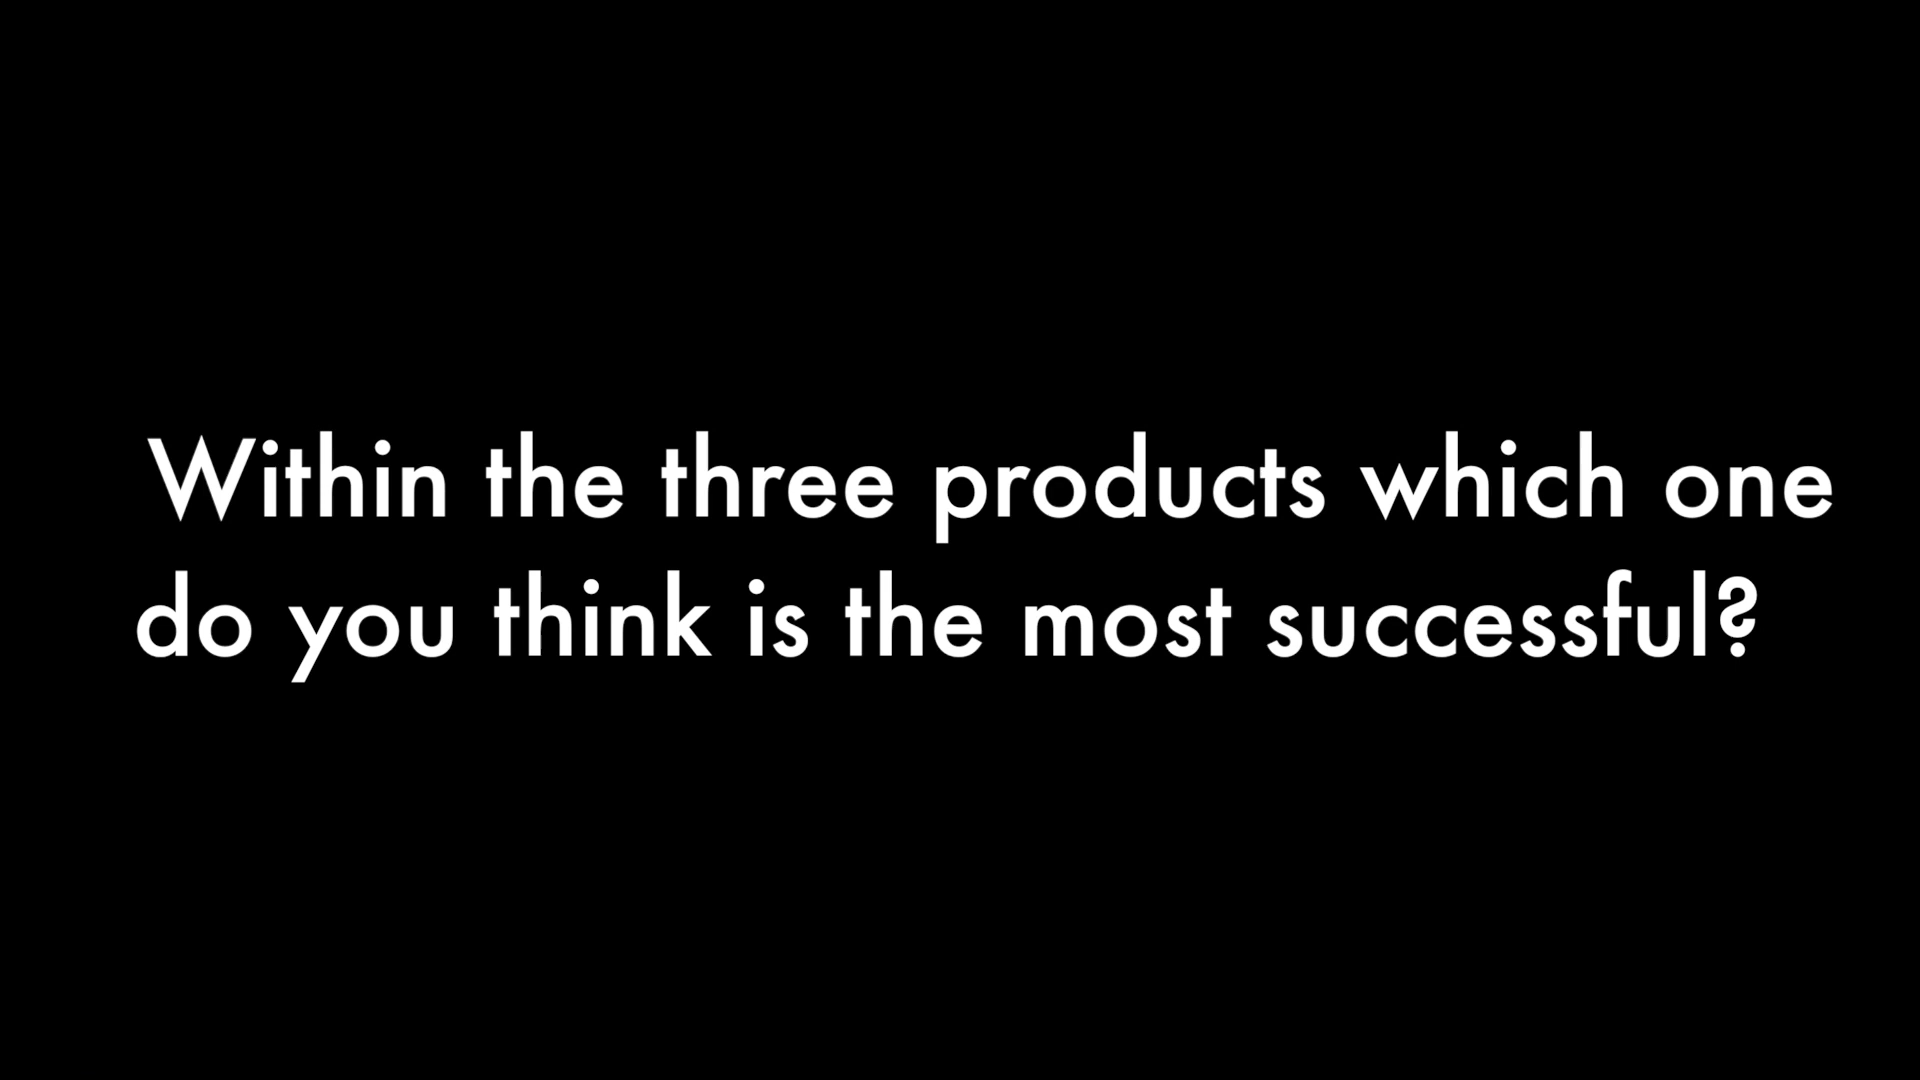 Within the three products which one
do you think is the most successful?